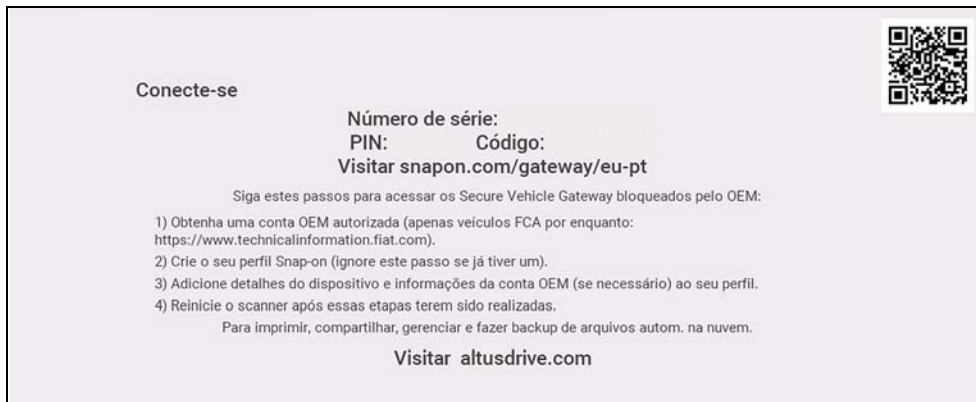 Conecte-se
Número de série:
PIN: Código:
Visitar snapon.com/gateway/eu-pt
Siga estes passos para acessar os Secure Vehicle Gateway bloqueados pelo OEM:
1) Obtenha uma conta OEM autorizada (apenas veículos FCA por enquanto:
https://www.technicalinformation.fiat.com).
2) Crie o seu perfil Snap-on (ignore este passo se já tiver um).
3) Adicione detalhes do dispositivo e informações da conta OEM (se necessário) ao seu perfil.
4) Reinicie o scanner após essas etapas terem sido realizadas.
Para imprimir, compartilhar, gerenciar e fazer backup de arquivos autom. na nuvem.
Visitar altusdrive.com